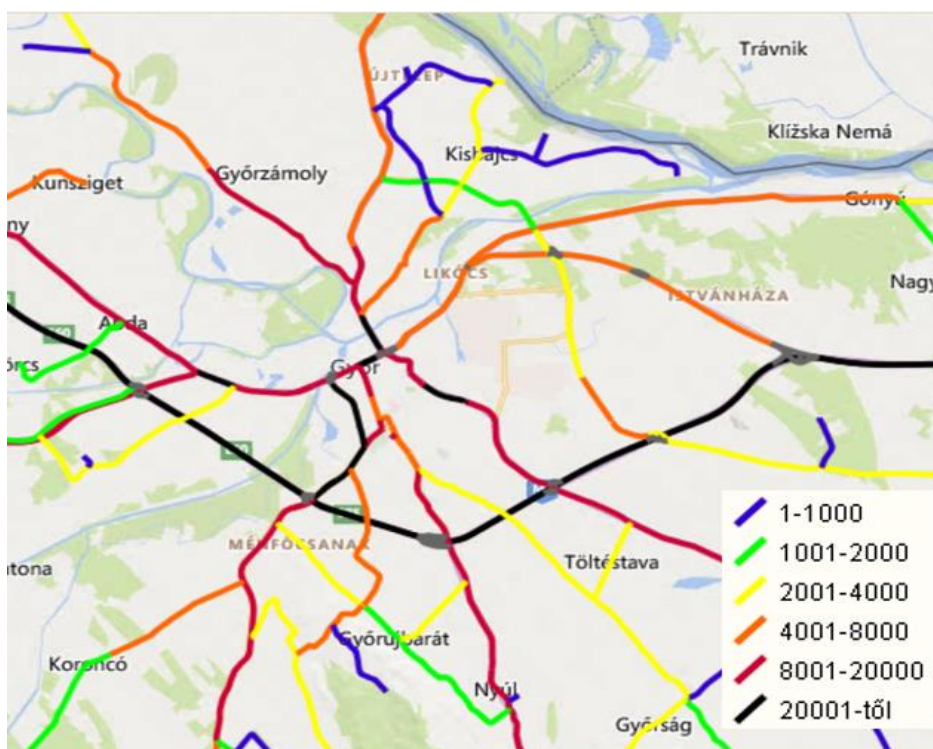 Trávnik
ÚJTELEP
Klížska Nemá
Kisbajcs
Győrzámoly
Kunsziget
Gönyű
LIKÓCS
Nagy
ISTVÁNHÁZA
Abda
Győr
1-1000
MÉNFŐCSANAK
1001-2000
Töltéstava
2001-4000
Győrújbarát
4001-8000
Koroncó
8001-20000
Nyúl
Győrság
20001-től